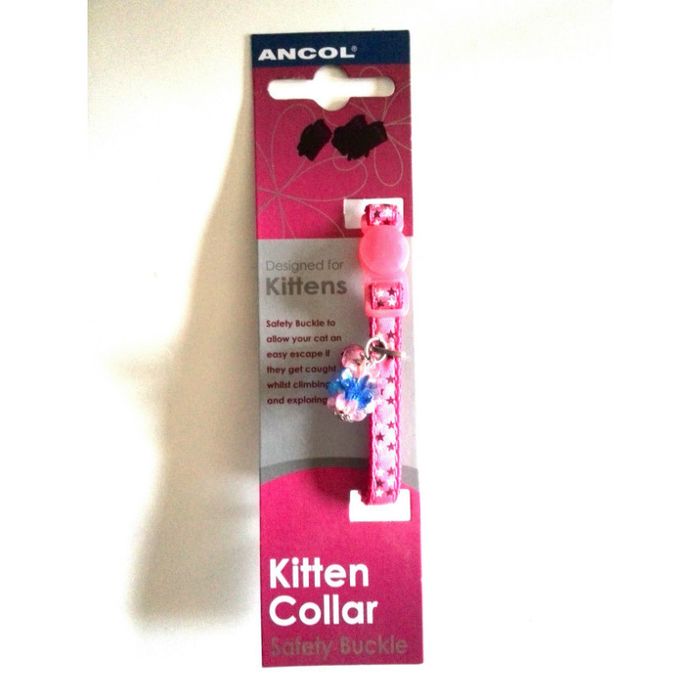 ANCOL®
Designed for
Kittens
Safety Buckle to
allow your cat an
easy escape if
they get caught
whilst climbing
and exploring
Kitten
Collar
Safety Buckle